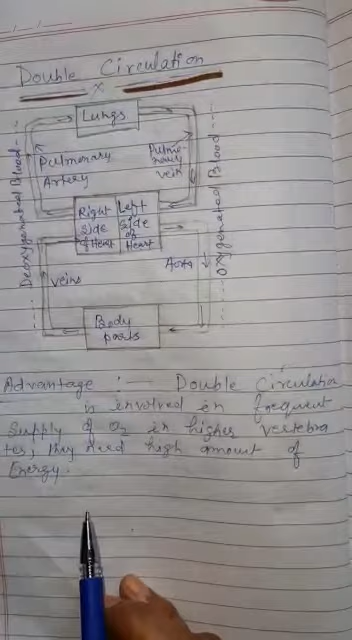 Double Circulation
Lungs
Pulmonary
Artery
Pulmo-
nary
vein
Deoxygenated Blood
Oxygenated Blood
Right
side
of Heart
Left
side
of
Heart
Aorta
veins
Body
parts
Advantage :— Double Circulation
is involved in frequent
Supply of O2 in higher vertebra
tes, they need high amount of
Energy.